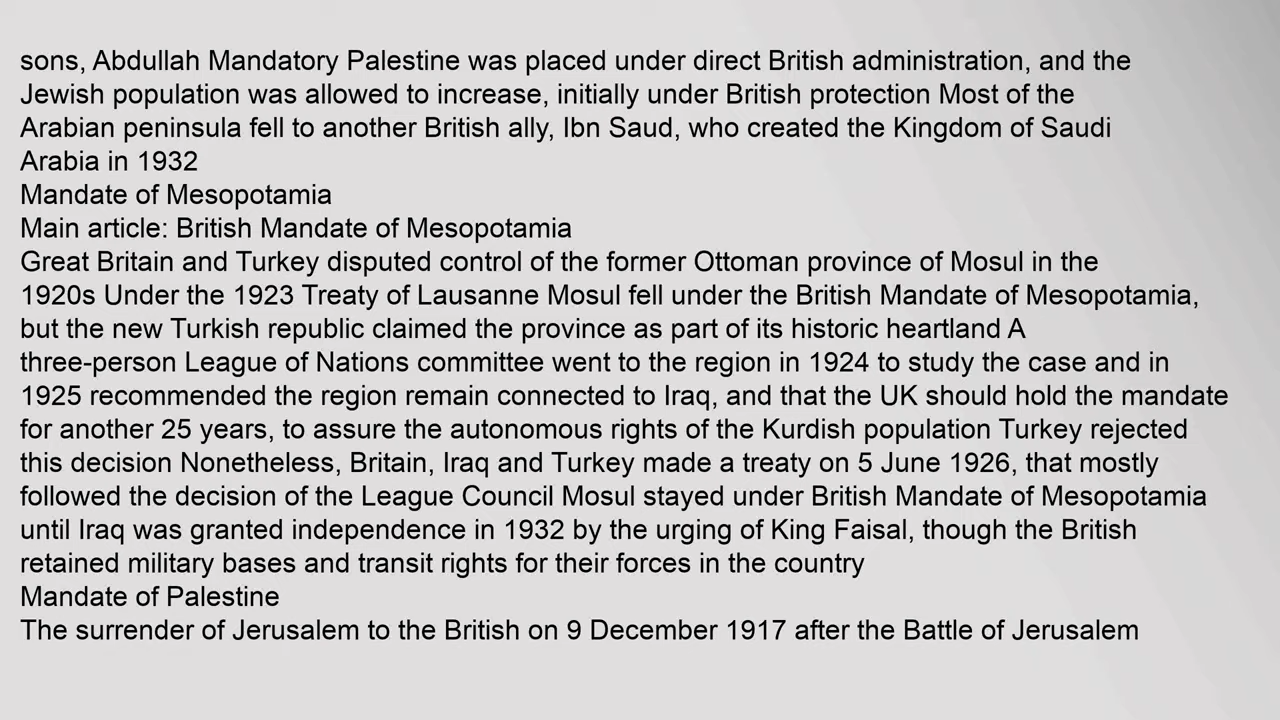 sons, Abdullah Mandatory Palestine was placed under direct British administration, and the
Jewish population was allowed to increase, initially under British protection Most of the
Arabian peninsula fell to another British ally, Ibn Saud, who created the Kingdom of Saudi
Arabia in 1932
Mandate of Mesopotamia
Main article: British Mandate of Mesopotamia
Great Britain and Turkey disputed control of the former Ottoman province of Mosul in the
1920s Under the 1923 Treaty of Lausanne Mosul fell under the British Mandate of Mesopotamia,
but the new Turkish republic claimed the province as part of its historic heartland A
three-person League of Nations committee went to the region in 1924 to study the case and in
1925 recommended the region remain connected to Iraq, and that the UK should hold the mandate
for another 25 years, to assure the autonomous rights of the Kurdish population Turkey rejected
this decision Nonetheless, Britain, Iraq and Turkey made a treaty on 5 June 1926, that mostly
followed the decision of the League Council Mosul stayed under British Mandate of Mesopotamia
until Iraq was granted independence in 1932 by the urging of King Faisal, though the British
retained military bases and transit rights for their forces in the country
Mandate of Palestine
The surrender of Jerusalem to the British on 9 December 1917 after the Battle of Jerusalem